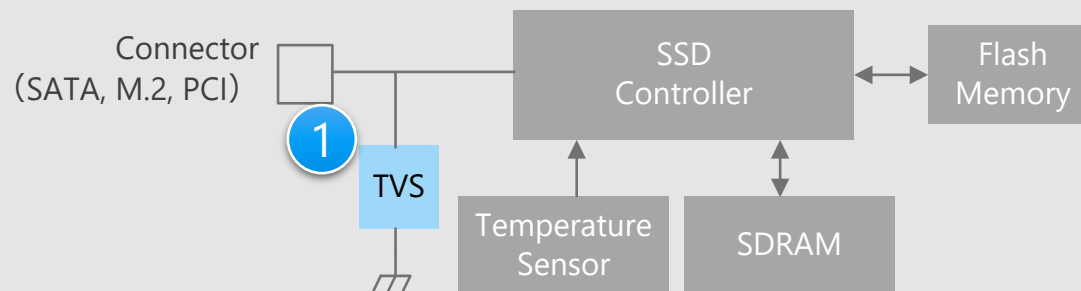 Connector
（SATA, M.2, PCI）
1
TVS
SSD
Controller
Flash
Memory
Temperature
Sensor
SDRAM